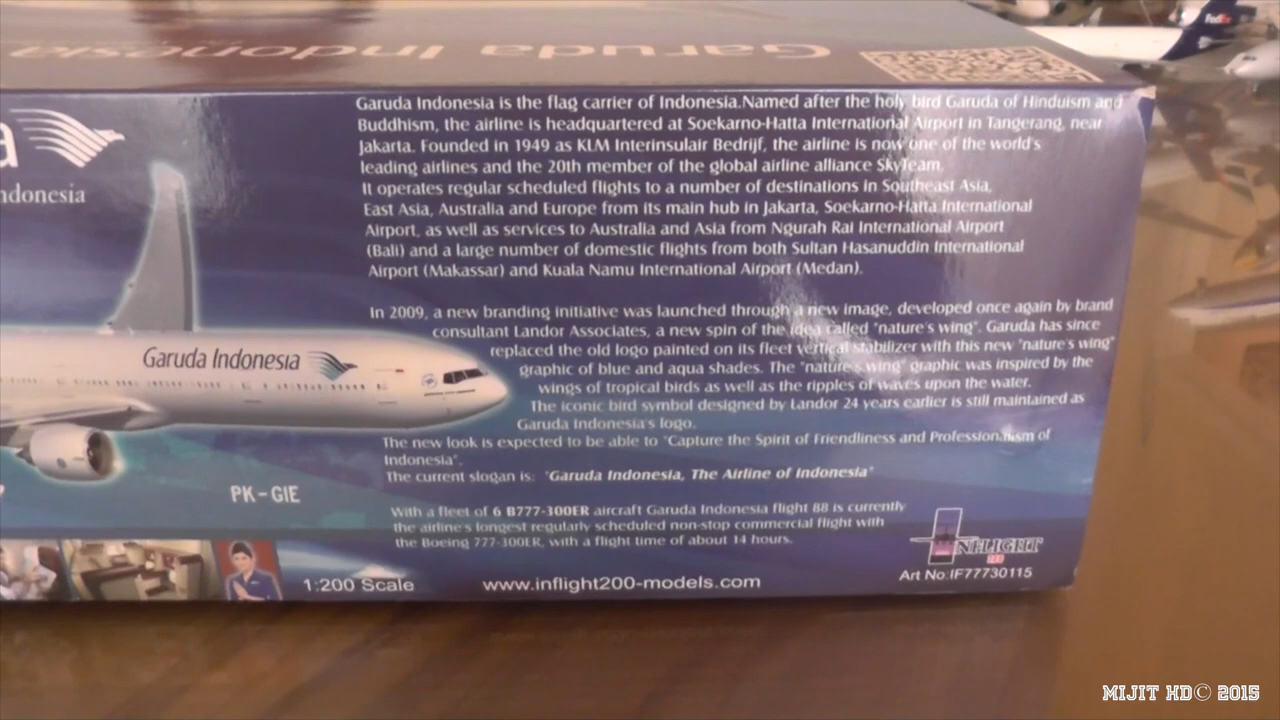 Garuda Indonesia
FedEx
Garuda Indonesia is the flag carrier of Indonesia.Named after the holy bird Garuda of Hinduism and
Buddhism, the airline is headquartered at Soekarno-Hatta International Airport in Tangerang, near
Jakarta. Founded in 1949 as KLM Interinsulair Bedrijf, the airline is now one of the world's
leading airlines and the 20th member of the global airline alliance SkyTeam.
It operates regular scheduled flights to a number of destinations in Southeast Asia,
East Asia, Australia and Europe from its main hub in Jakarta, Soekarno-Hatta International
Airport, as well as services to Australia and Asia from Ngurah Rai International Airport
(Bali) and a large number of domestic flights from both Sultan Hasanuddin International
Airport (Makassar) and Kuala Namu International Airport (Medan).
In 2009, a new branding initiative was launched through a new image, developed once again by brand
consultant Landor Associates, a new spin of the idea called "nature's wing". Garuda has since
replaced the old logo painted on its fleet vertical stabilizer with this new "nature's wing"
graphic of blue and aqua shades. The "nature's wing" graphic was inspired by the
wings of tropical birds as well as the ripples of waves upon the water.
The iconic bird symbol designed by Landor 24 years earlier is still maintained as
Garuda Indonesia's logo.
The new look is expected to be able to "Capture the Spirit of Friendliness and Professionalism of
Indonesia".
The current slogan is: "Garuda Indonesia, The Airline of Indonesia"
With a fleet of 6 B777-300ER aircraft Garuda Indonesia flight 88 is currently
the airline's longest regularly scheduled non-stop commercial flight with
the Boeing 777-300ER, with a flight time of about 14 hours.
a
ndonesia
Garuda Indonesia
PK-GIE
1:200 Scale
www.inflight200-models.com
INFLIGHT
Art No:IF77730115
MIJIT HD© 2015